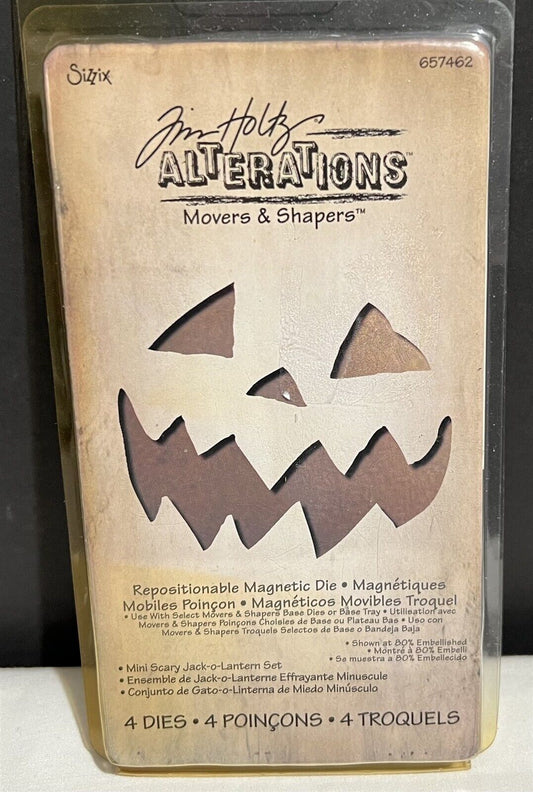 Sizzix
657462
Tim Holtz
ALTERATIONS™
Movers & Shapers™
Repositionable Magnetic Die • Magnétiques
Mobiles Poinçon • Magnéticos Movibles Troquel
• Use With Select Movers & Shapers Base Dies or Base Tray • Utilisation avec
Movers & Shapers Poinçons Choisies de Base ou Plateau Bas • Uso con
Movers & Shapers Troquels Selectos de Base o Bandeja Baja
• Shown at 80% Embellished
• Montré à 80% Embelli
• Se muestra a 80% Embellecido
• Mini Scary Jack-o-Lantern Set
• Ensemble de Jack-o-Lanterne Effrayante Minuscule
• Conjunto de Gato-o-Linterna de Miedo Minúsculo
4 DIES • 4 POINÇONS • 4 TROQUELS